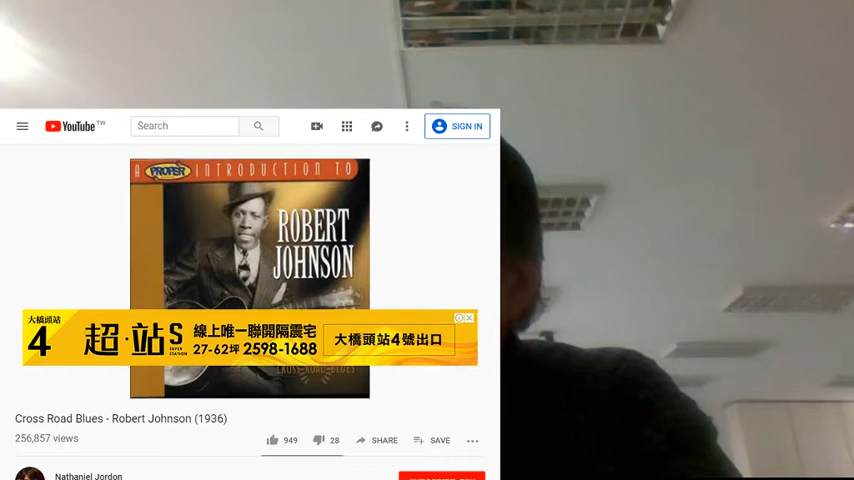 YouTube TW
Search
SIGN IN
A PROPER INTRODUCTION TO
ROBERT
JOHNSON
大橋頭站
4
超·站S
SUPER STATION
線上唯一聯開隔震宅
27-62坪 2598-1688
大橋頭站4號出口
CROSS ROAD BLUES
Cross Road Blues - Robert Johnson (1936)
256,857 views
949
28
SHARE
SAVE
Nathaniel Jordon